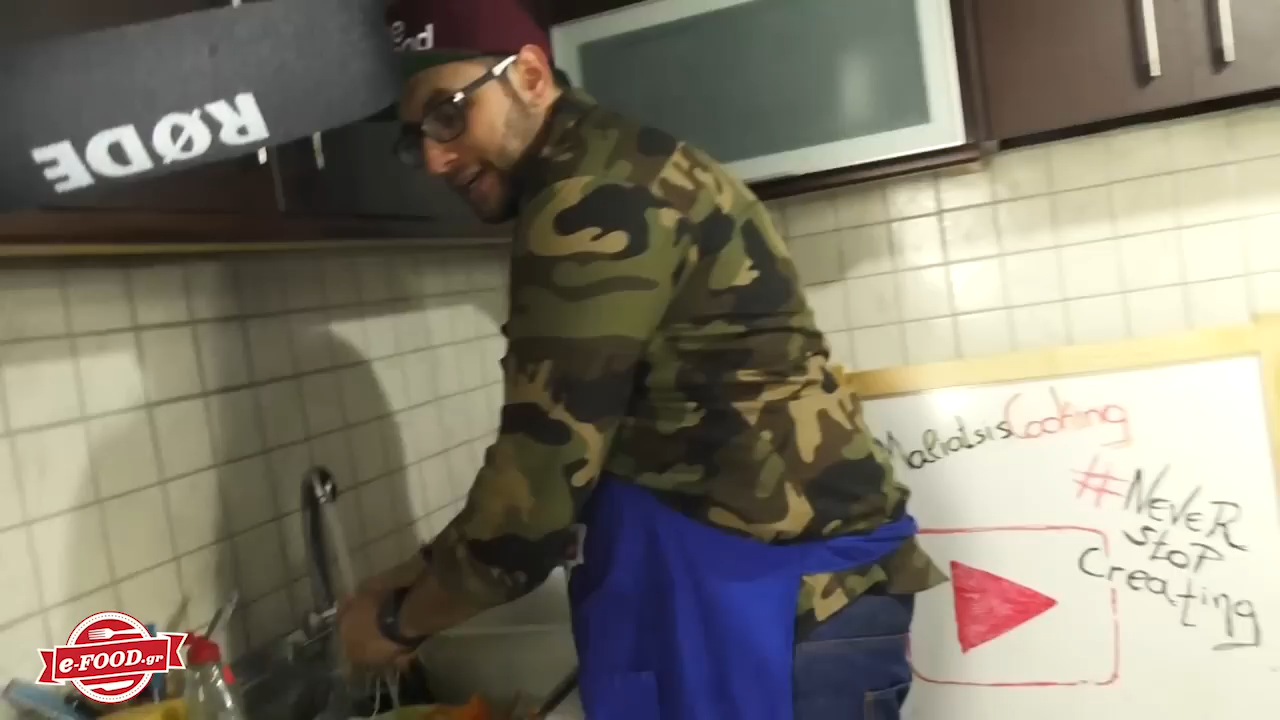 RØDE
MaliatsisCooking
#NeVeR
stoP
Creating
e-FOOD.gr